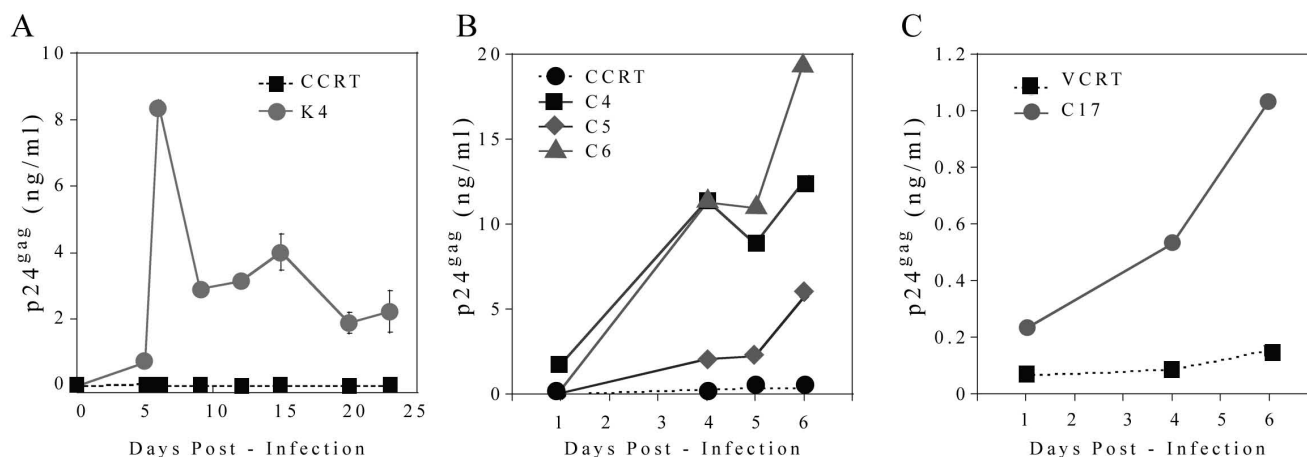 A
B
C
p24gag (ng/ml)
10
8
6
4
2
0
CCRT
K4
0
5
10
15
20
25
Days Post - Infection
p24gag (ng/ml)
20
15
10
5
0
CCRT
C4
C5
C6
1
2
3
4
5
6
Days Post - Infection
p24gag (ng/ml)
1.2
1.0
0.8
0.6
0.4
0.2
0
VCRT
C17
1
2
3
4
5
6
Days Post - Infection